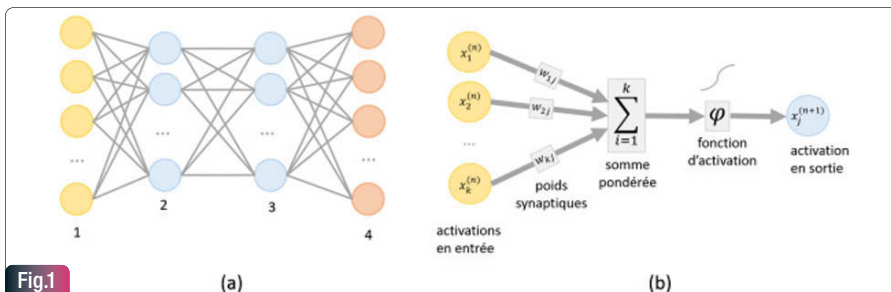 ...
...
...
...
1
2
3
4
(a)
x₁⁽ⁿ⁾
x₂⁽ⁿ⁾
...
xₖ⁽ⁿ⁾
activations
en entrée
w₁ⱼ
w₂ⱼ
wₖⱼ
poids
synaptiques
k
∑
i=1
somme
pondérée
φ
fonction
d'activation
xⱼ⁽ⁿ⁺¹⁾
activation
en sortie
(b)
Fig.1